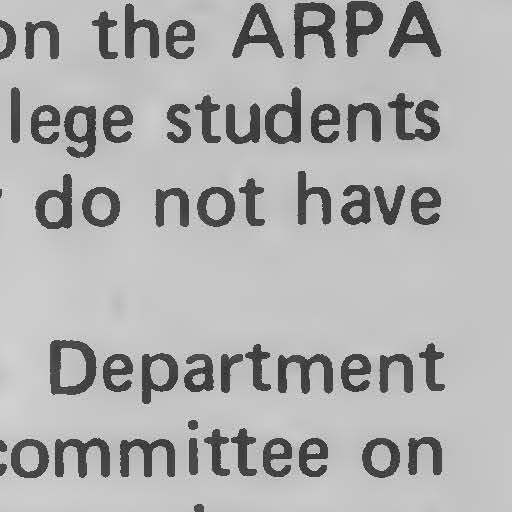 on the ARPA
lege students
do not have
Department
committee on